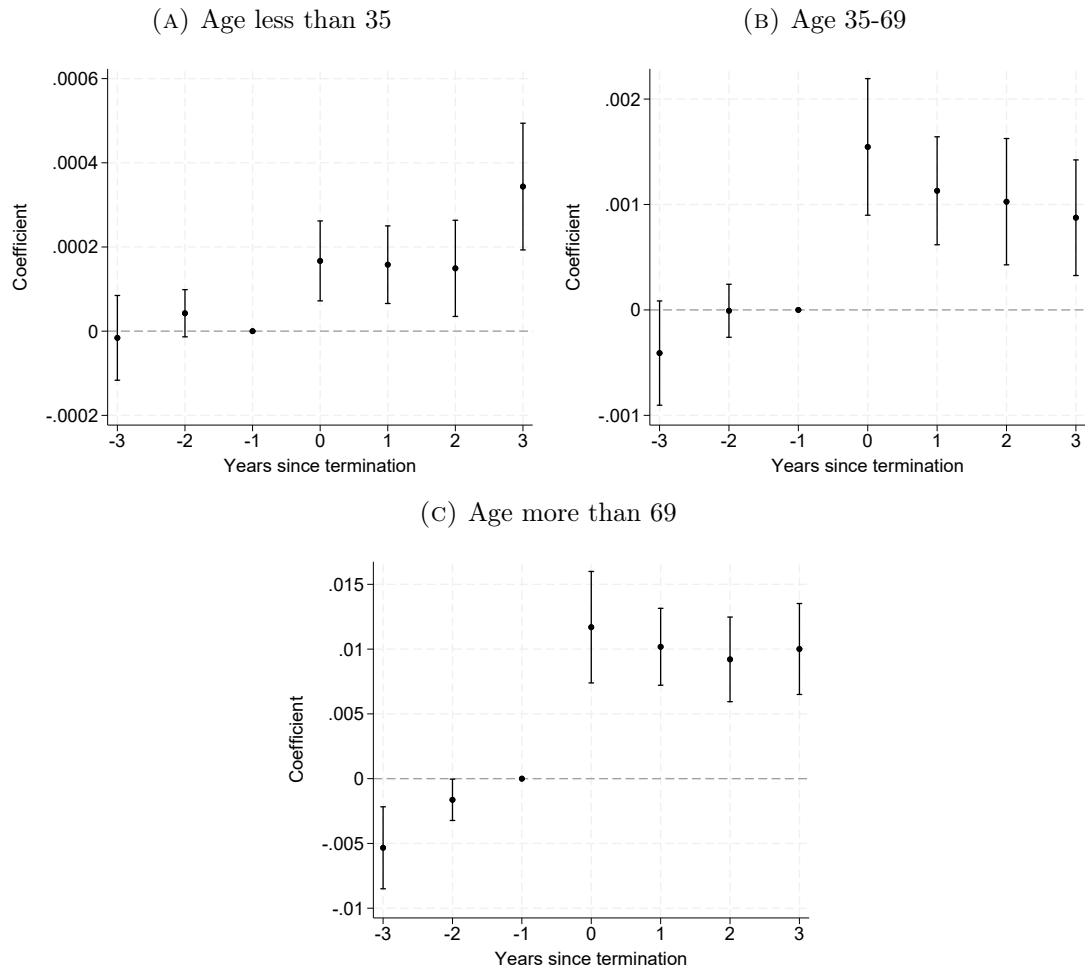 (A) Age less than 35
.0006
.0004
.0002
0
-.0002
Coefficient
-3 -2 -1 0 1 2 3
Years since termination
(B) Age 35-69
.002
.001
0
-.001
Coefficient
-3 -2 -1 0 1 2 3
Years since termination
(C) Age more than 69
.015
.01
.005
0
-.005
-.01
Coefficient
-3 -2 -1 0 1 2 3
Years since termination